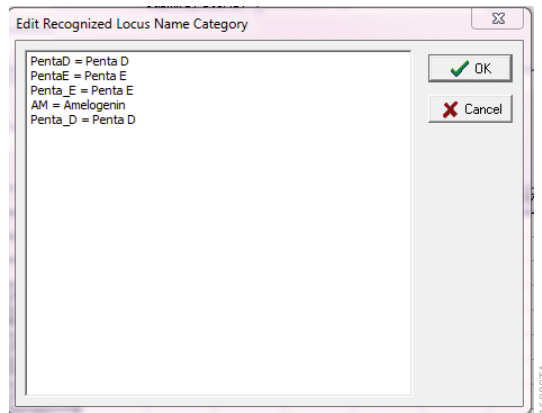 Edit Recognized Locus Name Category
PentaD = Penta D
PentaE = Penta E
Penta_E = Penta E
AM = Amelogenin
Penta_D = Penta D
OK
Cancel